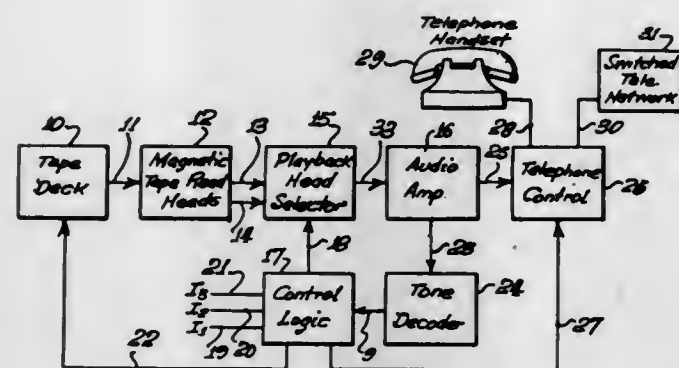 Telephone
Handset
29
31
Switched
Tele.
Network
10
11
12
13
15
33
16
28
30
25
Tape
Deck
Magnetic
Tape Read
Heads
Playback
Head
Selector
Audio
Amp.
Telephone
Control
26
14
17
18
23
21
I3
I2
I1
19
20
Control
Logic
9
Tone
Decoder
24
27
22